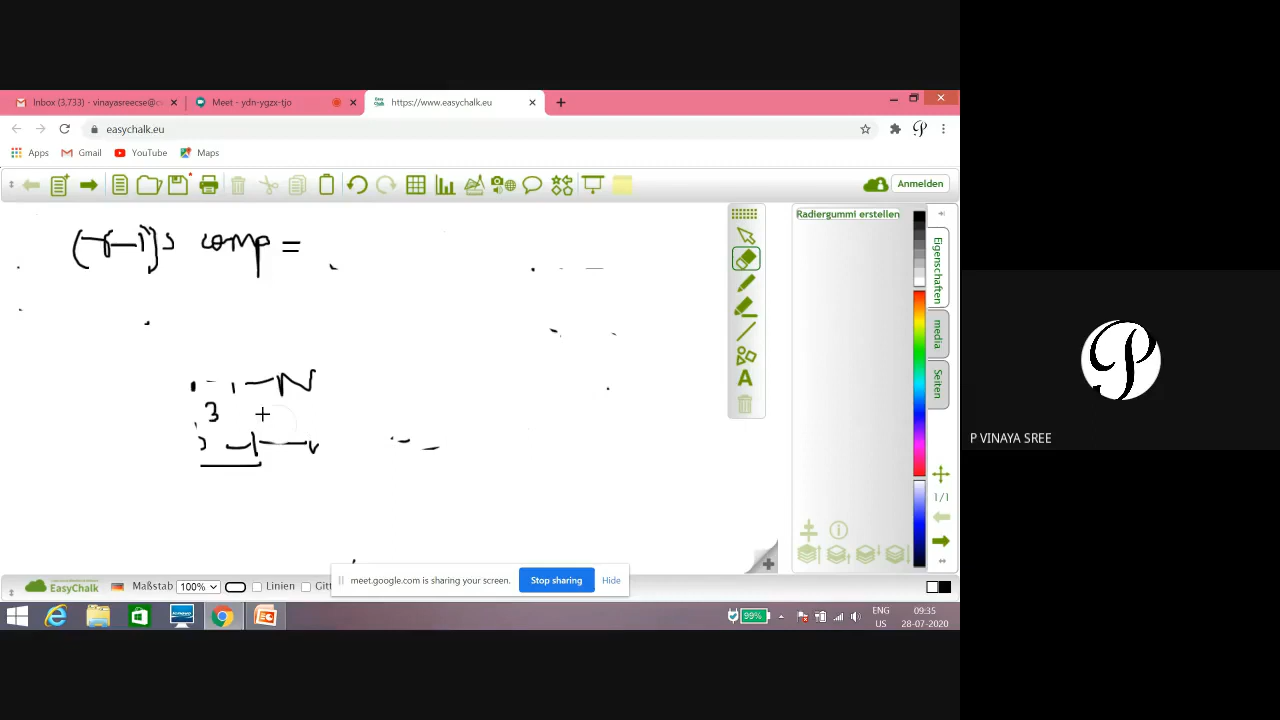 Inbox (3,733) - vinayasreecse@c
Meet - ydn-ygzx-tjo
https://www.easychalk.eu
easychalk.eu
Apps Gmail YouTube Maps
Anmelden
Radiergummi erstellen
comp =
3
A
Eigenschaften
media
Seiten
P VINAYA SREE
1/1
EasyChalk Maßstab 100% Linien Gitt
meet.google.com is sharing your screen. Stop sharing Hide
99% ENG US 09:35 28-07-2020